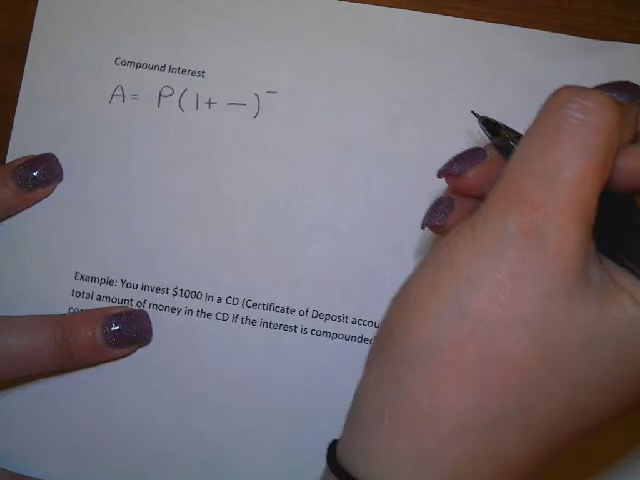 Compound Interest
A = P(1+ —)⁻
Example: You invest $1000 in a CD (Certificate of Deposit
total amount of money in the CD if the interest is compounded